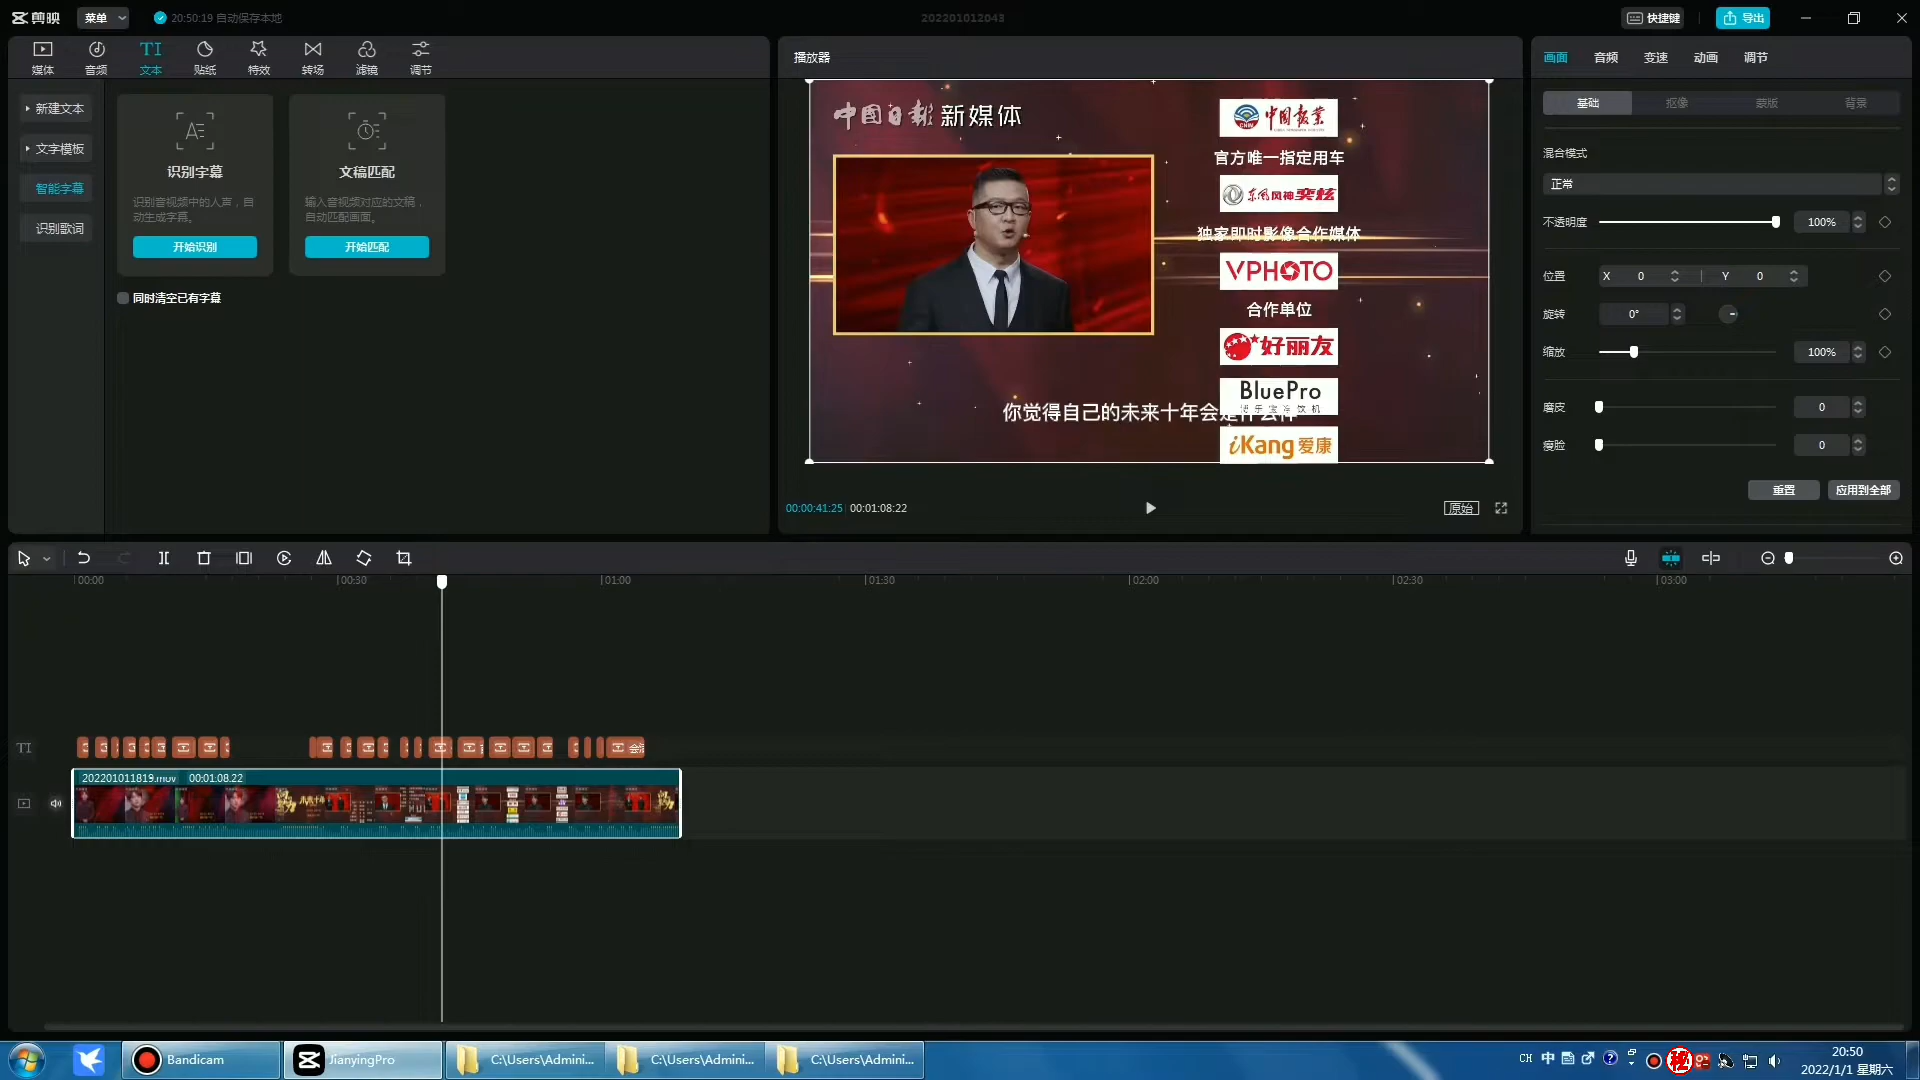 剪映
菜单
20:50:19 自动保存本地
202201012043
快捷键
导出
媒体
音频
TI
文本
贴纸
特效
转场
滤镜
调节
新建文本
文字模板
智能字幕
识别歌词
识别字幕
识别音视频中的人声，自
动生成字幕。
开始识别
文稿匹配
输入音视频对应的文稿，
自动匹配画面。
开始匹配
同时清空已有字幕
播放器
中国日报 新媒体
中国报业
官方唯一指定用车
东风风神 奕炫
独家即时影像合作媒体
VPHOTO
合作单位
好丽友
BluePro
iKang 爱康
你觉得自己的未来十年会是什么样
00:00:41:25
00:01:08:22
原始
画面
音频
变速
动画
调节
基础
抠像
蒙版
背景
混合模式
正常
不透明度
100%
位置
X 0
Y 0
旋转
0°
缩放
100%
磨皮
0
瘦脸
0
重置
应用到全部
00:00
00:30
01:00
01:30
02:00
02:30
03:00
TI
202201011819.mov 00:01:08.22
Bandicam
JianyingPro
C:\Users\Admini...
C:\Users\Admini...
C:\Users\Admini...
CH
中
20:50
2022/1/1 星期六